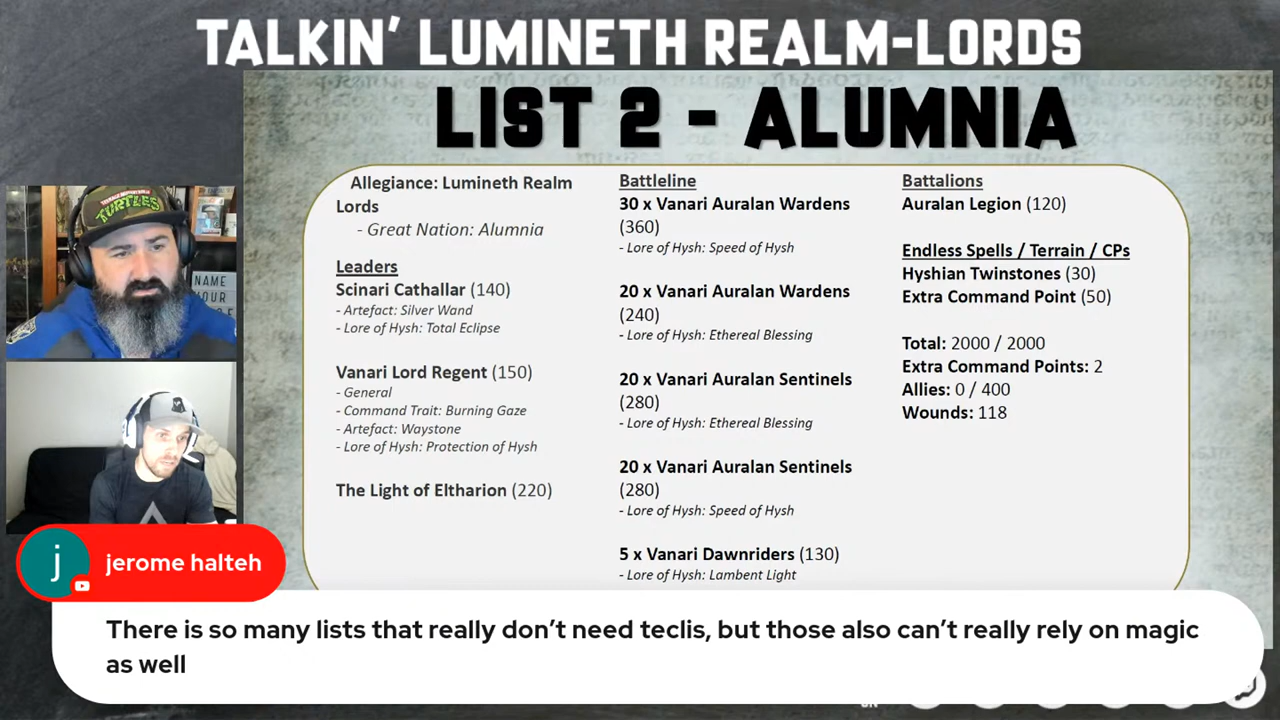 TALKIN' LUMINETH REALM-LORDS
LIST 2 - ALUMNIA
Allegiance: Lumineth Realm
Lords
- Great Nation: Alumnia
Leaders
Scinari Cathallar (140)
- Artefact: Silver Wand
- Lore of Hysh: Total Eclipse
Vanari Lord Regent (150)
- General
- Command Trait: Burning Gaze
- Artefact: Waystone
- Lore of Hysh: Protection of Hysh
The Light of Eltharion (220)
Battleline
30 x Vanari Auralan Wardens
(360)
- Lore of Hysh: Speed of Hysh
20 x Vanari Auralan Wardens
(240)
- Lore of Hysh: Ethereal Blessing
20 x Vanari Auralan Sentinels
(280)
- Lore of Hysh: Ethereal Blessing
20 x Vanari Auralan Sentinels
(280)
- Lore of Hysh: Speed of Hysh
5 x Vanari Dawnriders (130)
- Lore of Hysh: Lambent Light
Battalions
Auralan Legion (120)
Endless Spells / Terrain / CPs
Hyshian Twinstones (30)
Extra Command Point (50)
Total: 2000 / 2000
Extra Command Points: 2
Allies: 0 / 400
Wounds: 118
TURTLES
NAME
YOUR
j
jerome halteh
There is so many lists that really don't need teclis, but those also can't really rely on magic
as well